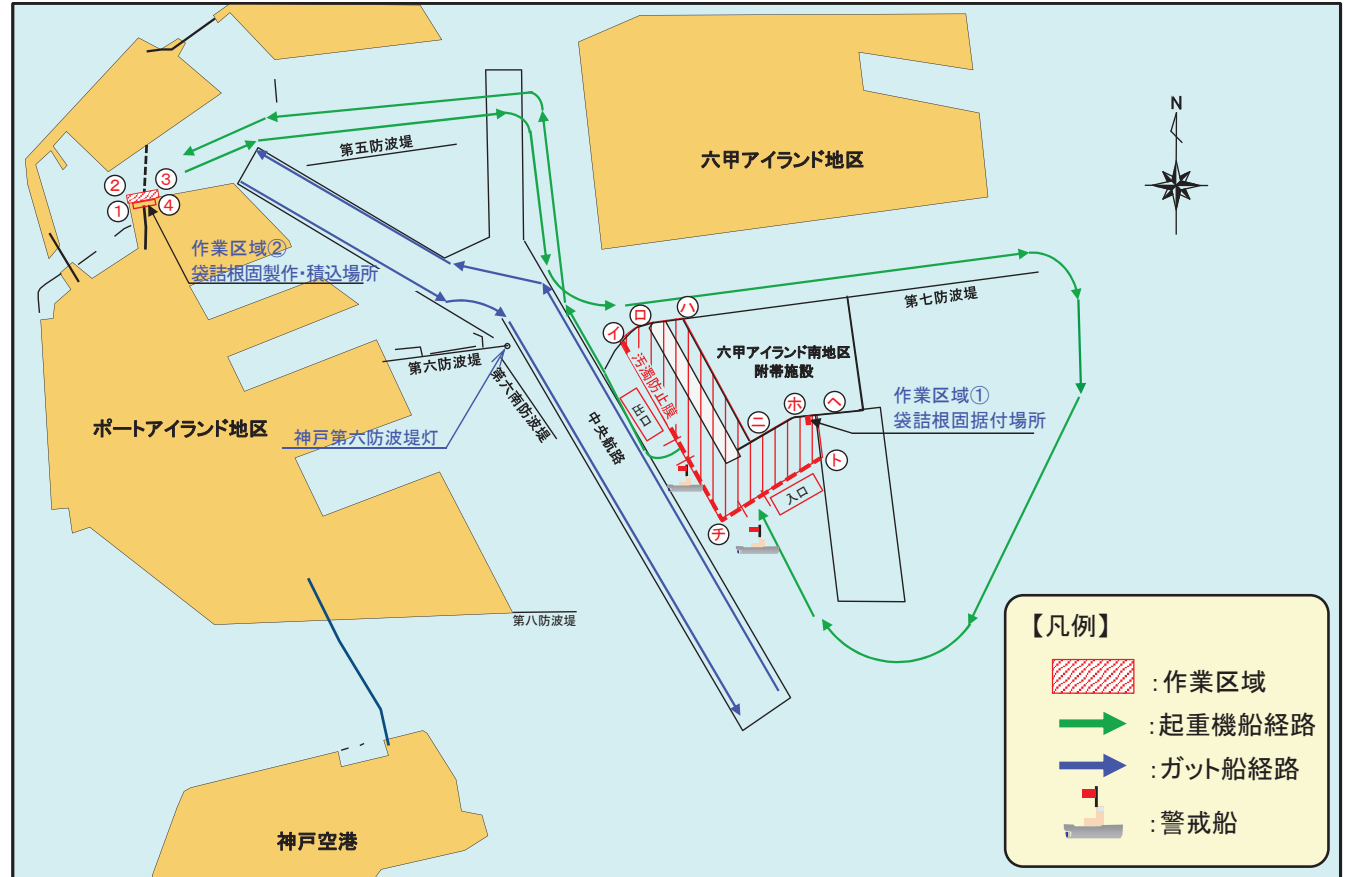 N
第五防波堤
六甲アイランド地区
②
③
①
④
作業区域②
袋詰根固製作・積込場所
第七防波堤
イ
ロ
ハ
六甲アイランド南地区
附帯施設
汚濁防止膜
出口
第六防波堤
第六南防波堤
中央航路
ニ
ホ
ヘ
作業区域①
袋詰根固据付場所
ポートアイランド地区
神戸第六防波堤灯
ト
入口
チ
第八防波堤
神戸空港
【凡例】
:作業区域
:起重機船経路
:ガット船経路
:警戒船